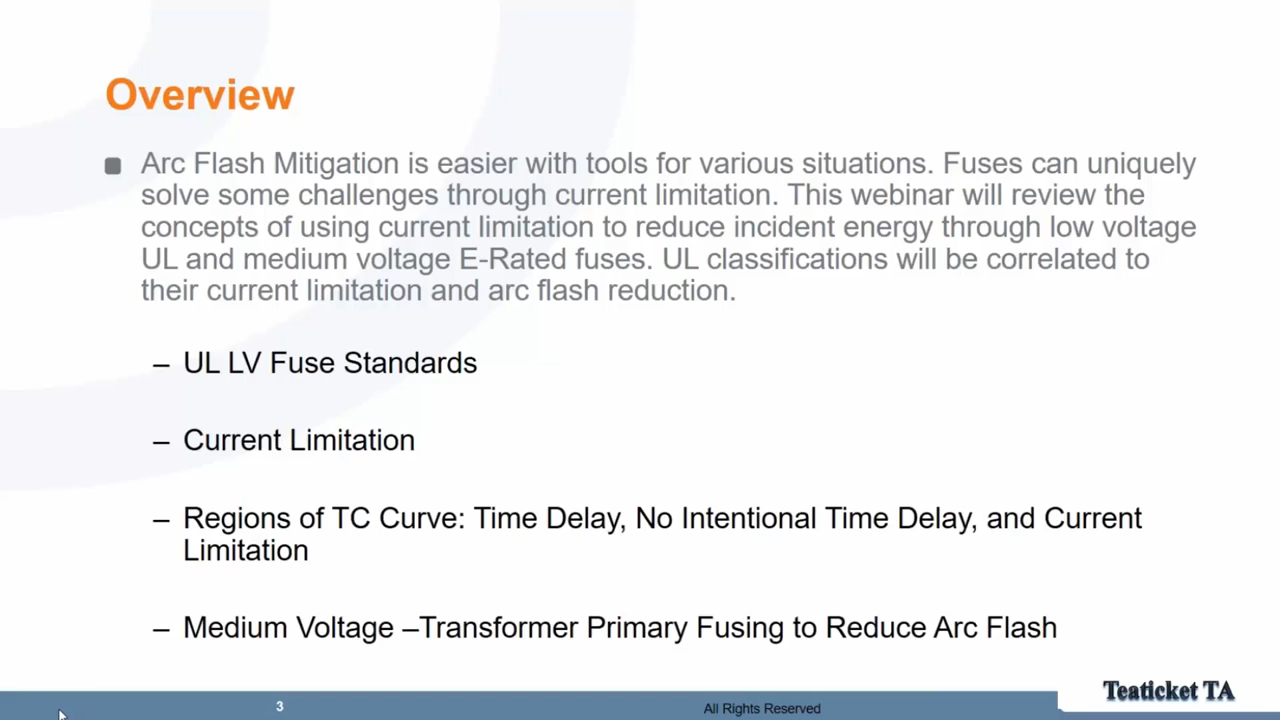 Overview
Arc Flash Mitigation is easier with tools for various situations. Fuses can uniquely
solve some challenges through current limitation. This webinar will review the
concepts of using current limitation to reduce incident energy through low voltage
UL and medium voltage E-Rated fuses. UL classifications will be correlated to
their current limitation and arc flash reduction.
– UL LV Fuse Standards
– Current Limitation
– Regions of TC Curve: Time Delay, No Intentional Time Delay, and Current
Limitation
– Medium Voltage –Transformer Primary Fusing to Reduce Arc Flash
3
All Rights Reserved
Teaticket TA